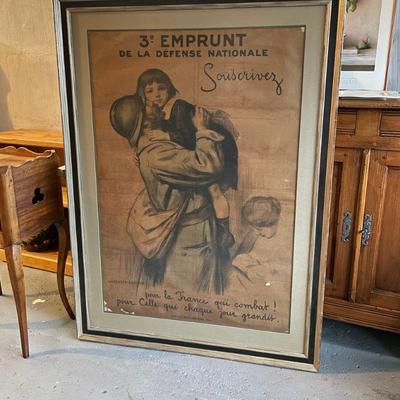 3ᵉ EMPRUNT
DE LA DÉFENSE NATIONALE
Souscrivez
pour la France qui combat !
pour Celle qui chaque jour grandit.